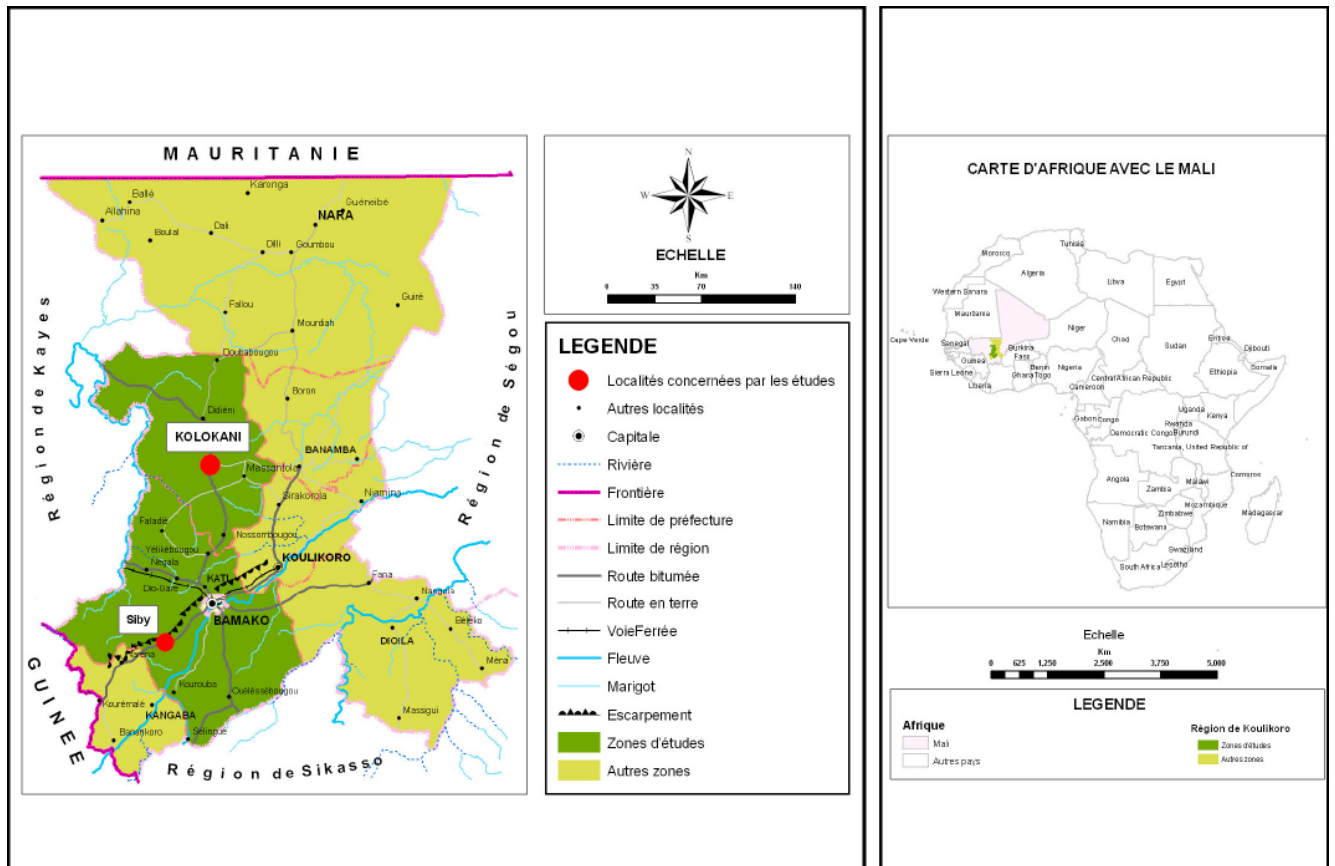 MAURITANIE
Karonga
Ballé
Guéneibé
Allahina
NARA
Dali
Boulal
Dilli
Goumbou
Guiré
Fallou
Mourdiah
Région de Kayes
Doubabougou
Boron
Région de Ségou
Didiéni
KOLOKANI
BANAMBA
Massantola
Niamina
Sirakorola
Faladié
Nossombougou
Yélikébougou
KOULIKORO
Négala
KATI
Fana
Dio-Gare
Siby
BAMAKO
DIOILA
Béléko
Naréna
Ména
Kourouba
Ouéléssébougou
GUINEE
Kourémalé
KANGABA
Massigui
Banankoro
Sélingué
Région de Sikasso
N
W
E
S
ECHELLE
Km
0 35 70 140
LEGENDE
Localités concernées par les études
Autres localités
Capitale
Rivière
Frontière
Limite de préfecture
Limite de région
Route bitumée
Route en terre
VoieFerrée
Fleuve
Marigot
Escarpement
Zones d'études
Autres zones
CARTE D'AFRIQUE AVEC LE MALI
Tunisia
Morocco
Algeria
Libya
Egypt
Western Sahara
Mauritania
Niger
Cape Verde
Senegal
Chad
Burkina
Faso
Sudan
Eritrea
Djibouti
Guinea
Benin
Nigeria
Ghana
Togo
Ethiopia
Somalia
Sierra Leone
Liberia
Central African Republic
Cameroon
Uganda
Kenya
Gabon
Congo
Rwanda
Democratic Congo
Burundi
Tanzania, United Republic of
Comoros
Angola
Malawi
Zambia
Mozambique
Zimbabwe
Madagascar
Namibia
Botswana
Swaziland
Lesotho
South Africa
Echelle
Km
0 625 1,250 2,500 3,750 5,000
LEGENDE
Afrique
Mali
Autres pays
Région de Koulikoro
Zones d'études
Autres zones